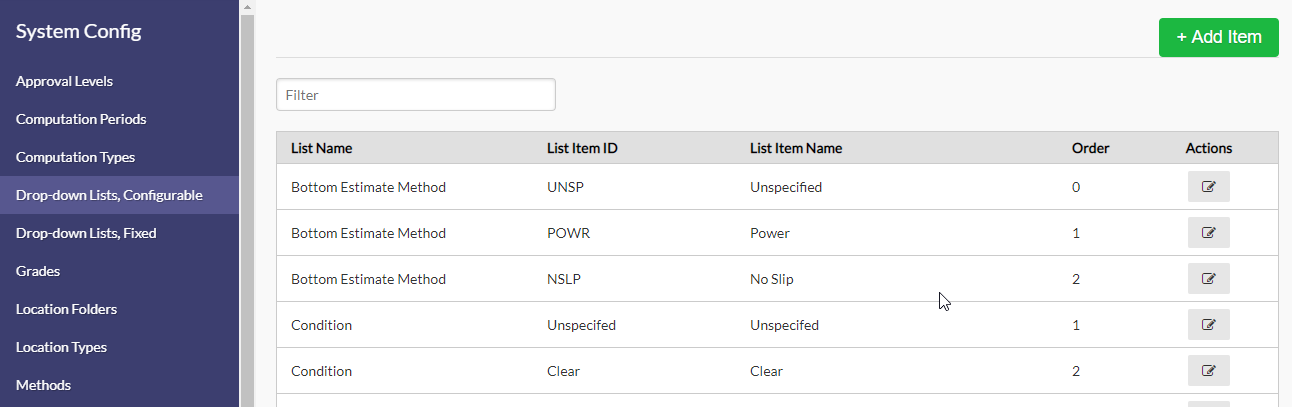 System Config
Approval Levels
Computation Periods
Computation Types
Drop-down Lists, Configurable
Drop-down Lists, Fixed
Grades
Location Folders
Location Types
Methods
+ Add Item
Filter
List Name List Item ID List Item Name Order Actions
Bottom Estimate Method UNSP Unspecified 0
Bottom Estimate Method POWR Power 1
Bottom Estimate Method NSLP No Slip 2
Condition Unspecifed Unspecifed 1
Condition Clear Clear 2